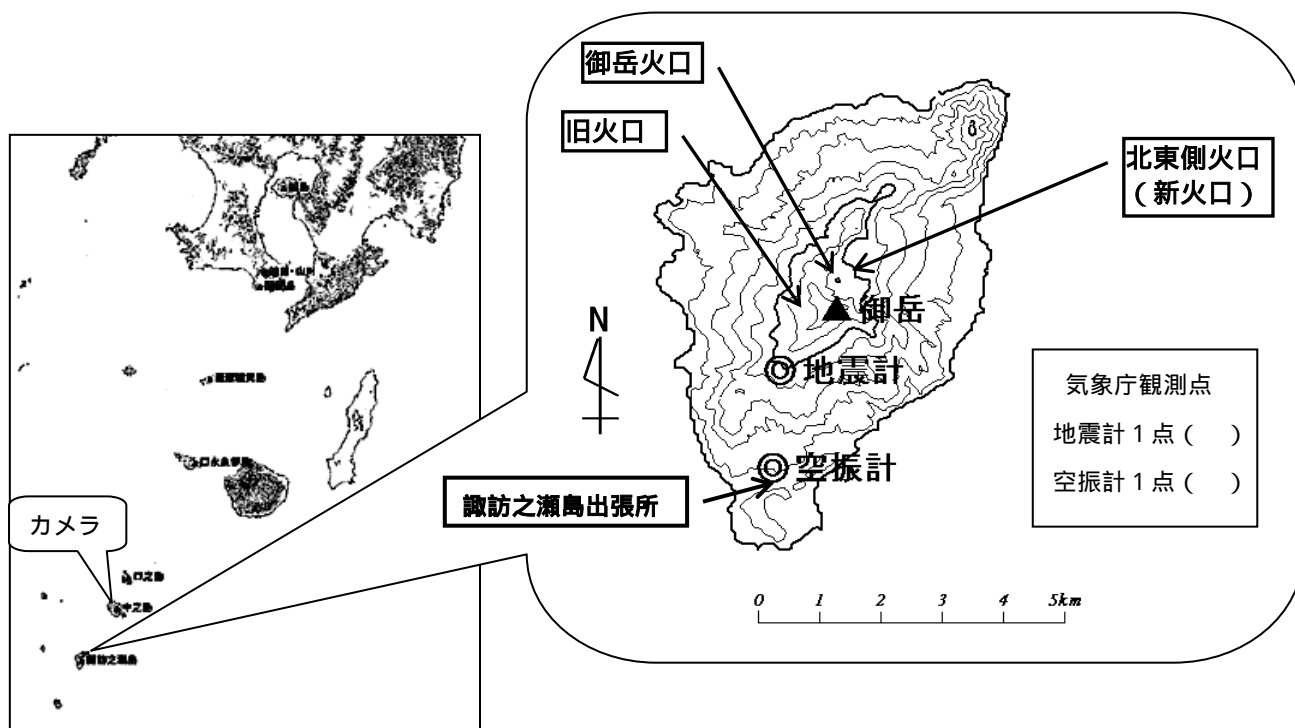 御岳火口
旧火口
北東側火口
（新火口）
N
御岳
地震計
空振計
諏訪之瀬島出張所
気象庁観測点
地震計１点（　）
空振計１点（　）
0 1 2 3 4 5km
カメラ
口之島
中之島
諏訪之瀬島